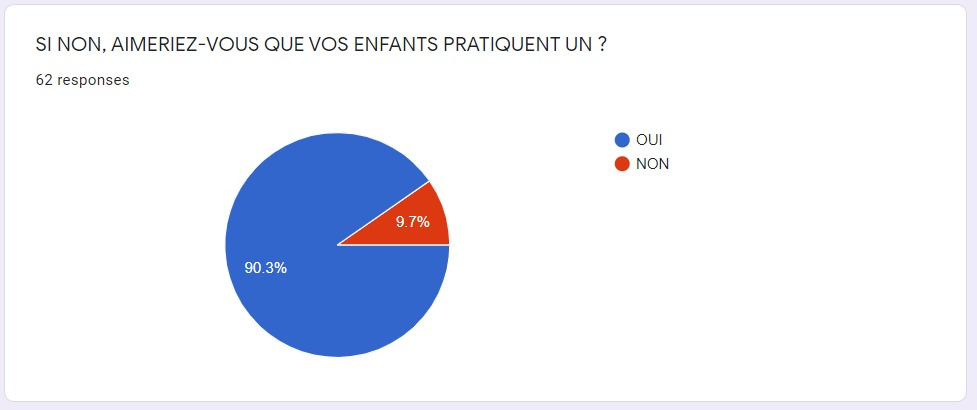 SI NON, AIMERIEZ-VOUS QUE VOS ENFANTS PRATIQUENT UN ?
62 responses
OUI
NON
9.7%
90.3%